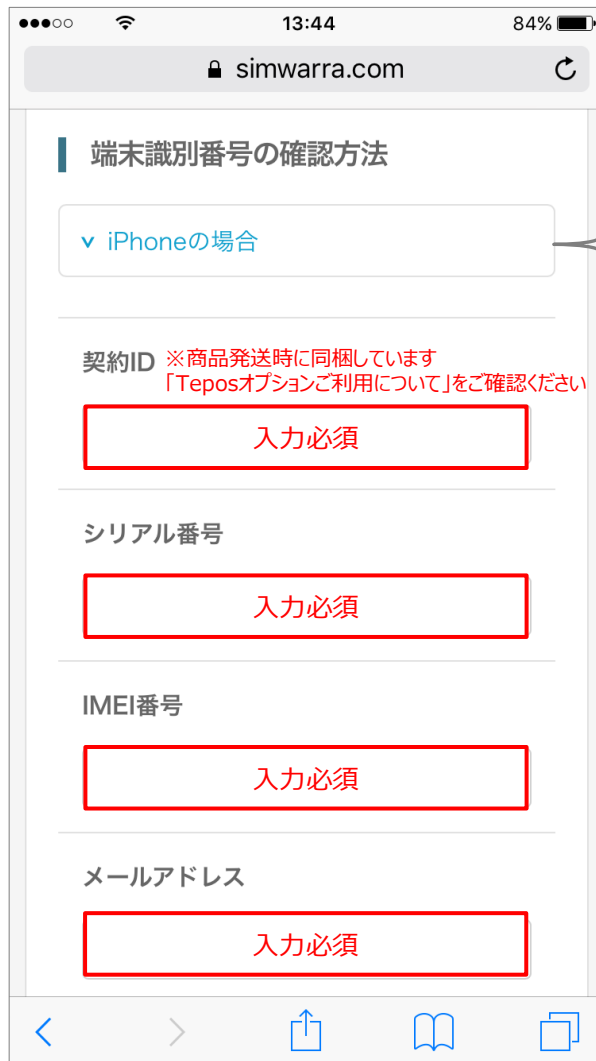 13:44
84%
simwarra.com
端末識別番号の確認方法
iPhoneの場合
契約ID ※商品発送時に同梱しています
「Teposオプションご利用について」をご確認ください
入力必須
シリアル番号
入力必須
IMEI番号
入力必須
メールアドレス
入力必須